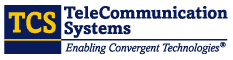 TCS TeleCommunication
Systems
Enabling Convergent Technologies®